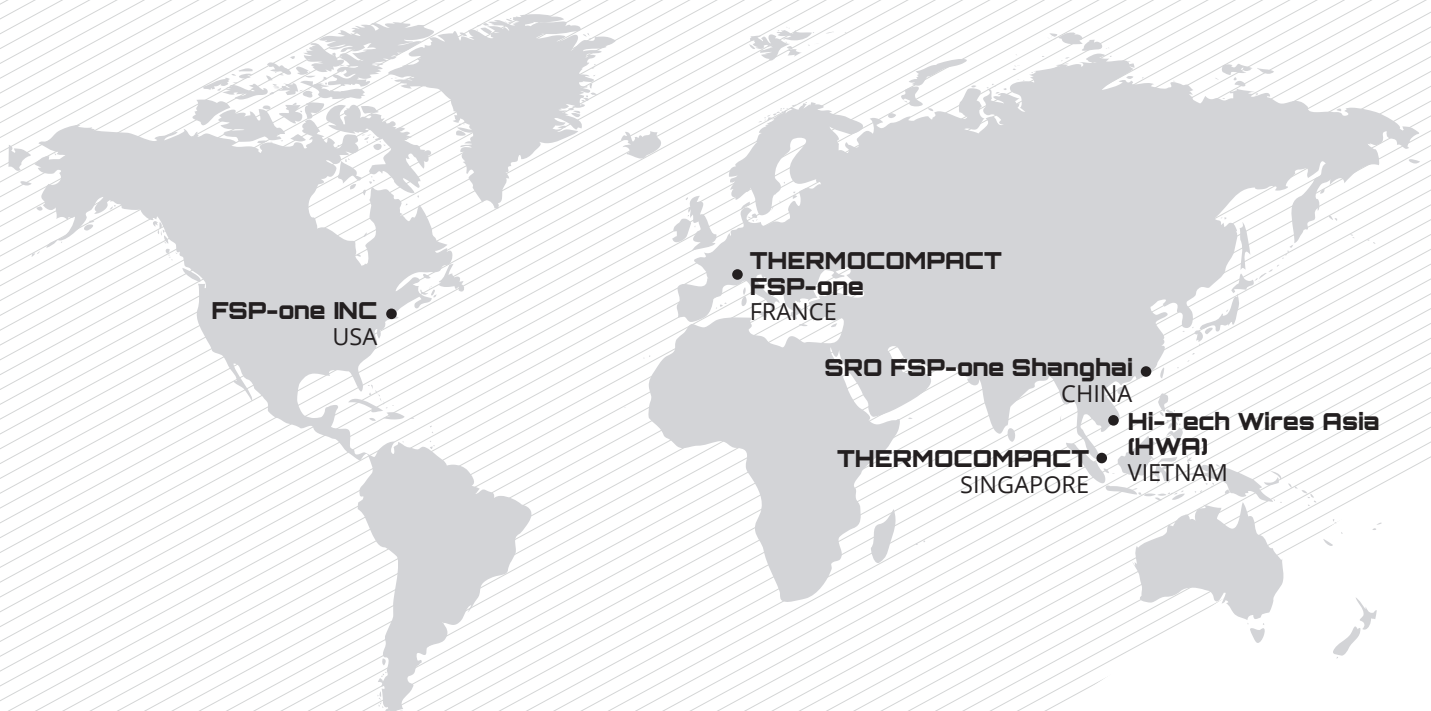 THERMOCOMPACT
FSP-one
FRANCE
FSP-one INC
USA
SRO FSP-one Shanghai
CHINA
Hi-Tech Wires Asia
(HWA)
VIETNAM
THERMOCOMPACT
SINGAPORE